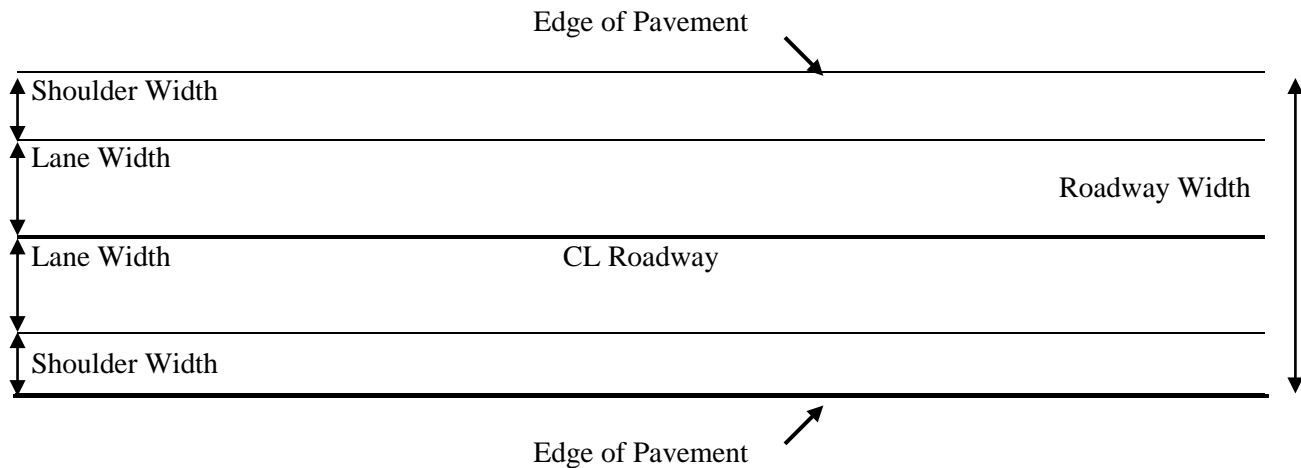 Edge of Pavement
Shoulder Width
Lane Width
Roadway Width
Lane Width
CL Roadway
Shoulder Width
Edge of Pavement